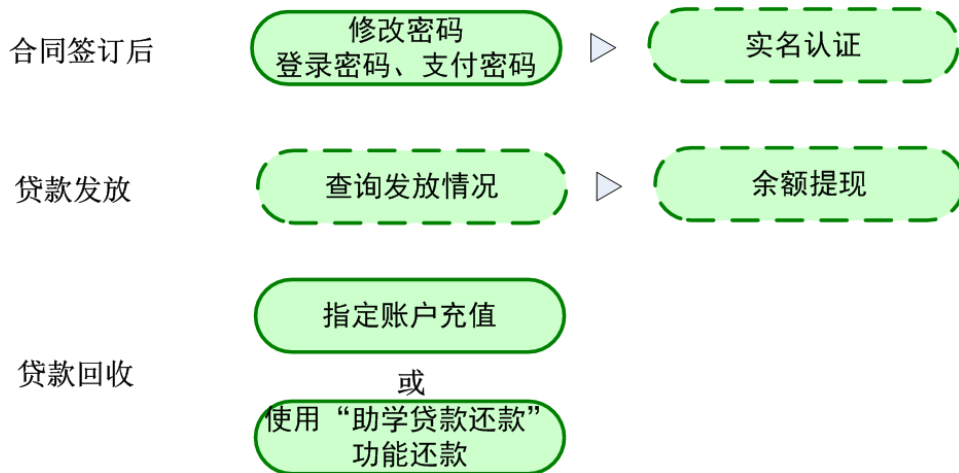 合同签订后
修改密码
登录密码、支付密码
实名认证
贷款发放
查询发放情况
余额提现
贷款回收
指定账户充值
或
使用“助学贷款还款”
功能还款